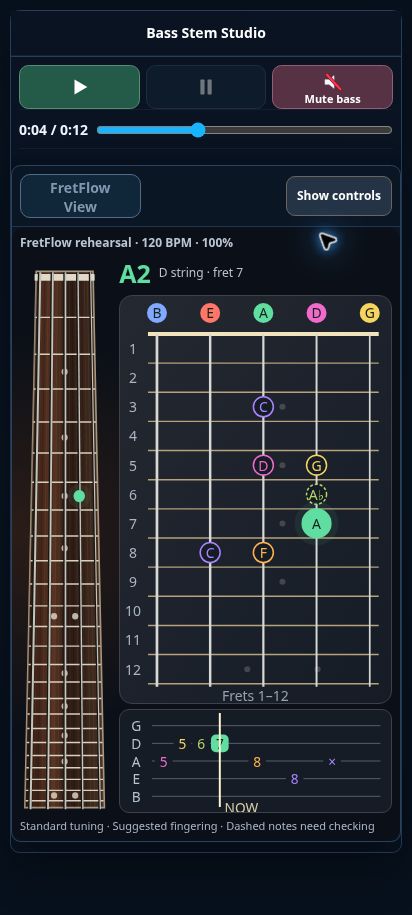 Bass Stem Studio
Mute bass
0:04 / 0:12
FretFlow
View
Show controls
FretFlow rehearsal · 120 BPM · 100%
A2 D string · fret 7
B E A D G
1
2
3 C
4
5 D G
6 A♭
7 A
8 C F
9
10
11
12
Frets 1–12
G
D 5 6 7
A 5 8 ×
E 8
B
NOW
Standard tuning · Suggested fingering · Dashed notes need checking